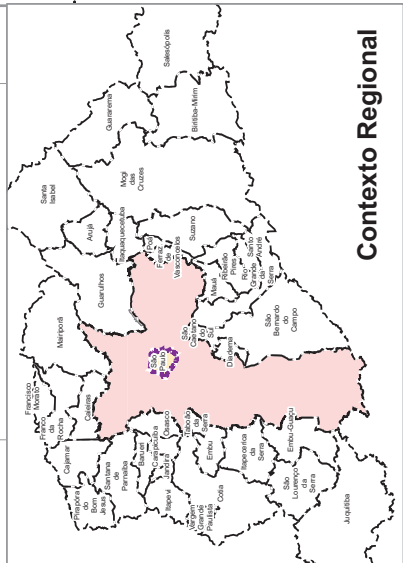 Francisco
Morato
Franco
da
Rocha
Mairiporã
Santa
Isabel
Pirapora
do
Bom
Jesus
Cajamar
Caieiras
Guarulhos
Arujá
Guararema
Salesópolis
Santana
de
Parnaíba
Barueri
Carapicuíba
Jandira
Itapevi
Osasco
São
Paulo
Itaquaquecetuba
Mogi
das
Cruzes
Biritiba-Mirim
Poá
Ferraz
de
Vasconcelos
Suzano
Vargem
Grande
Paulista
Cotia
Taboão
da
Serra
Embu
Itapecerica
da
Serra
São
Caetano
do
Sul
Mauá
Ribeirão
Pires
Rio
Grande
da
Serra
Santo
André
Diadema
São
Bernardo
do
Campo
Embu-Guaçu
São
Lourenço
da
Serra
Juquitiba
Contexto Regional